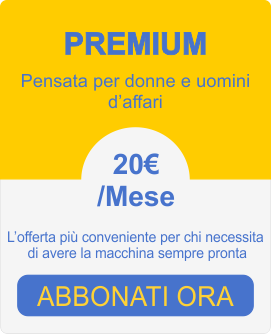 PREMIUM
Pensata per donne e uomini
d'affari
20€
/Mese
L'offerta più conveniente per chi necessita
di avere la macchina sempre pronta
ABBONATI ORA